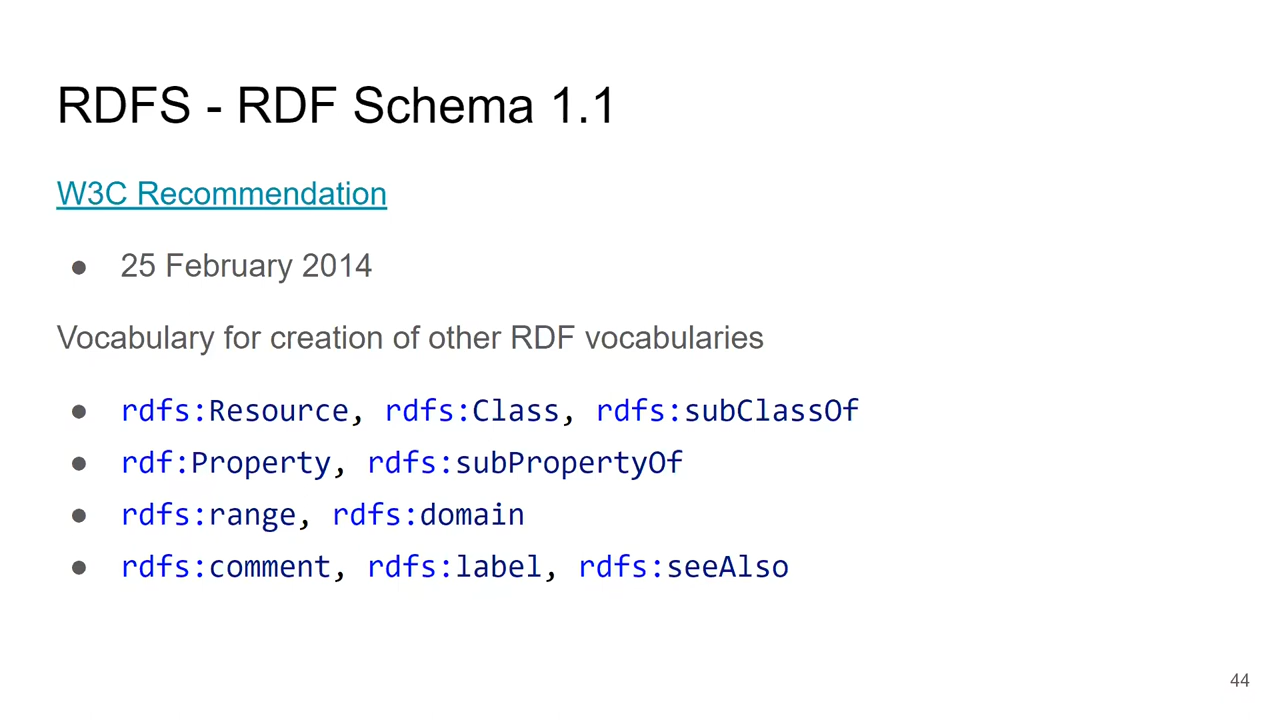 RDFS - RDF Schema 1.1
W3C Recommendation
● 25 February 2014
Vocabulary for creation of other RDF vocabularies
● rdfs:Resource, rdfs:Class, rdfs:subClassOf
● rdf:Property, rdfs:subPropertyOf
● rdfs:range, rdfs:domain
● rdfs:comment, rdfs:label, rdfs:seeAlso
44